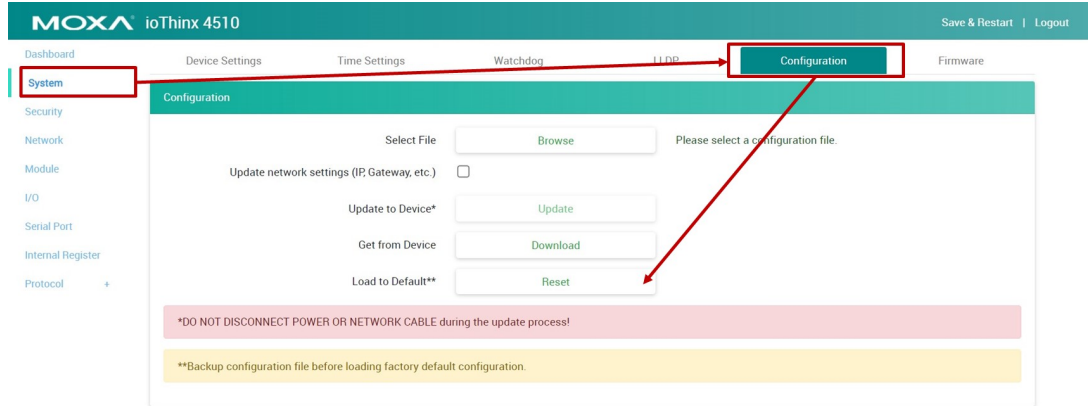 MOXA ioThinx 4510 Save & Restart | Logout
Dashboard
System
Security
Network
Module
I/O
Serial Port
Internal Register
Protocol +
Device Settings Time Settings Watchdog LLDP Configuration Firmware
Configuration
Select File Browse Please select a configuration file.
Update network settings (IP, Gateway, etc.)
Update to Device* Update
Get from Device Download
Load to Default** Reset
*DO NOT DISCONNECT POWER OR NETWORK CABLE during the update process!
**Backup configuration file before loading factory default configuration.